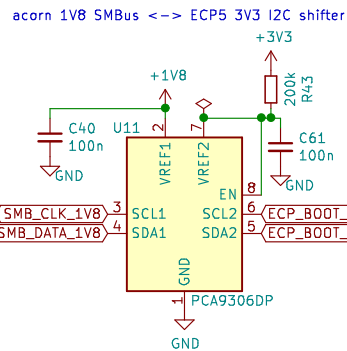 acorn 1V8 SMBus <-> ECP5 3V3 I2C shifter
+3V3
200k
R43
+1V8
C40
100n
GND
U11
2
7
VREF1
VREF2
C61
100n
GND
EN
8
SMB_CLK_1V8
3
SCL1
SCL2
6
ECP_BOOT_
SMB_DATA_1V8
4
SDA1
SDA2
5
ECP_BOOT_
GND
1
PCA9306DP
GND